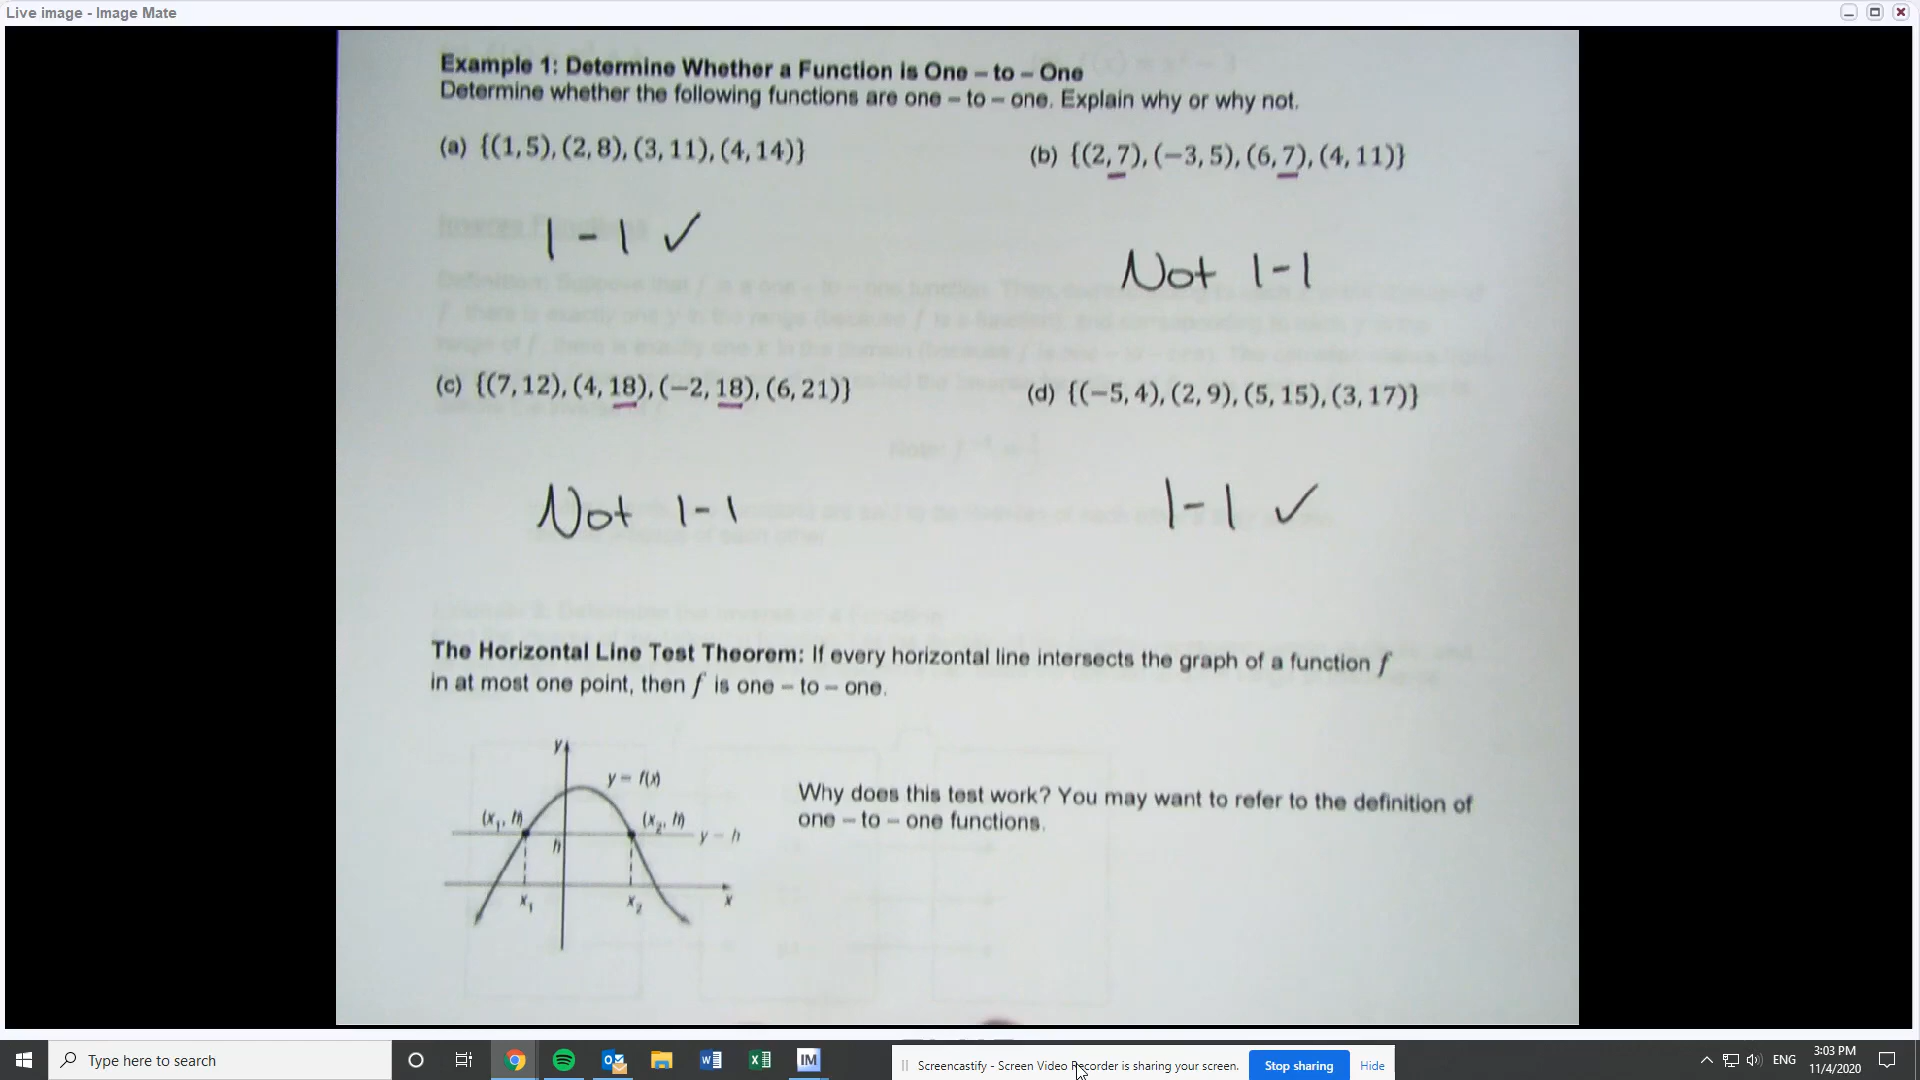 Live image - Image Mate
Example 1: Determine Whether a Function is One – to – One
Determine whether the following functions are one – to – one. Explain why or why not.
(a) {(1, 5), (2, 8), (3, 11), (4, 14)}
(b) {(2, 7), (−3, 5), (6, 7), (4, 11)}
1 - 1 ✓
Not 1-1
(c) {(7, 12), (4, 18), (−2, 18), (6, 21)}
(d) {(−5, 4), (2, 9), (5, 15), (3, 17)}
Not 1-1
1-1 ✓
The Horizontal Line Test Theorem: If every horizontal line intersects the graph of a function f
in at most one point, then f is one – to – one.
y
y = f(x)
(x₁, h)
(x₂, h)
y = h
h
x₁
x₂
x
Why does this test work? You may want to refer to the definition of
one – to – one functions.
Type here to search
Screencastify - Screen Video Recorder is sharing your screen.
Stop sharing
Hide
ENG
3:03 PM
11/4/2020